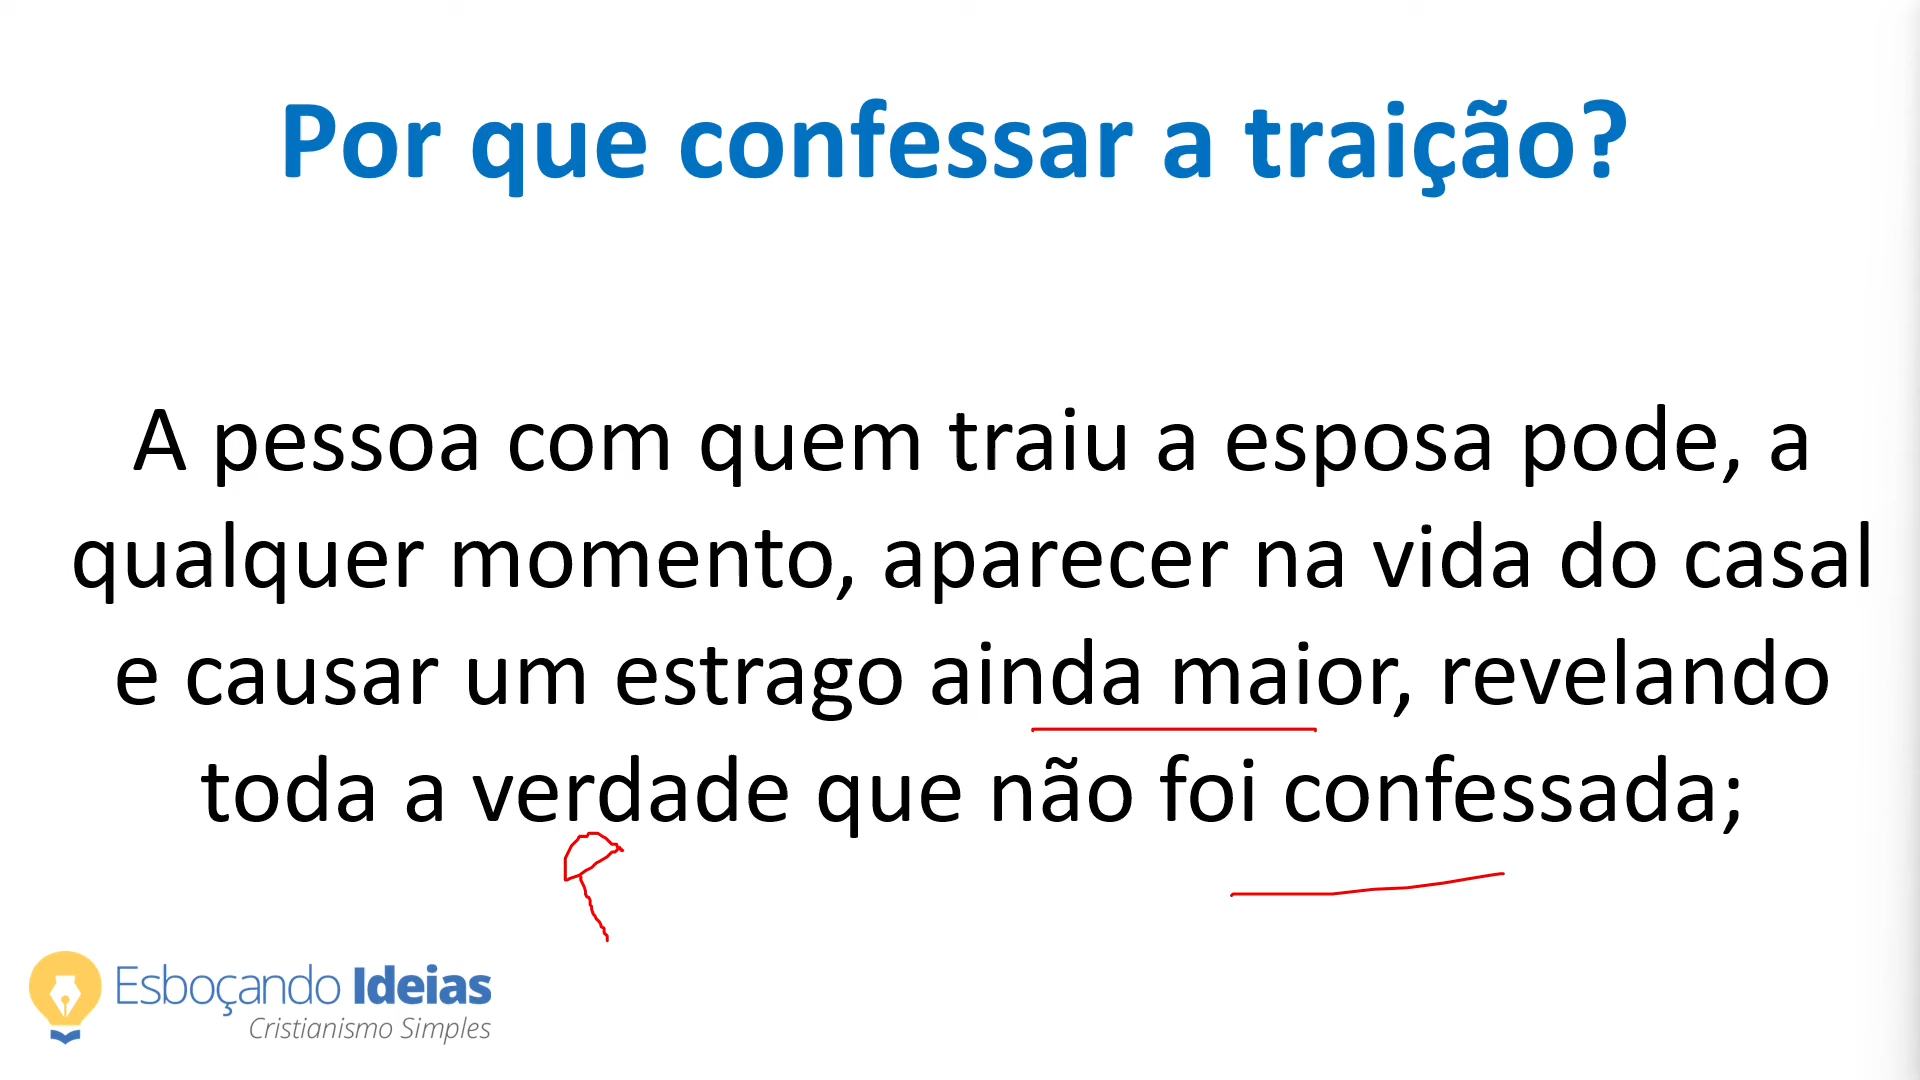 Por que confessar a traição?
A pessoa com quem traiu a esposa pode, a
qualquer momento, aparecer na vida do casal
e causar um estrago ainda maior, revelando
toda a verdade que não foi confessada;
Esboçando Ideias
Cristianismo Simples